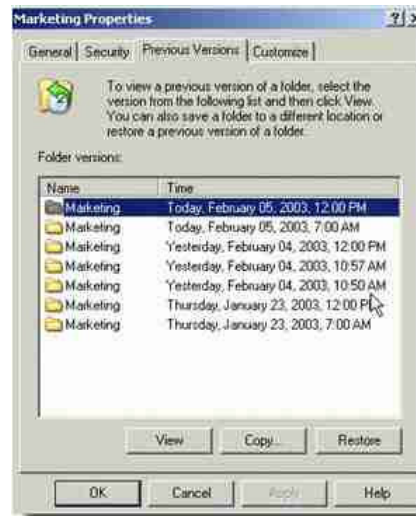 Marketing Properties
General Security Previous Versions Customize
To view a previous version of a folder, select the
version from the following list and then click View.
You can also save a folder to a different location or
restore a previous version of a folder.
Folder versions:
Name Time
Marketing Today, February 05, 2003, 12:00 PM
Marketing Today, February 05, 2003, 7:00 AM
Marketing Yesterday, February 04, 2003, 12:00 PM
Marketing Yesterday, February 04, 2003, 10:57 AM
Marketing Yesterday, February 04, 2003, 10:50 AM
Marketing Thursday, January 23, 2003, 12:00 PM
Marketing Thursday, January 23, 2003, 7:00 AM
View Copy... Restore
OK Cancel Apply Help